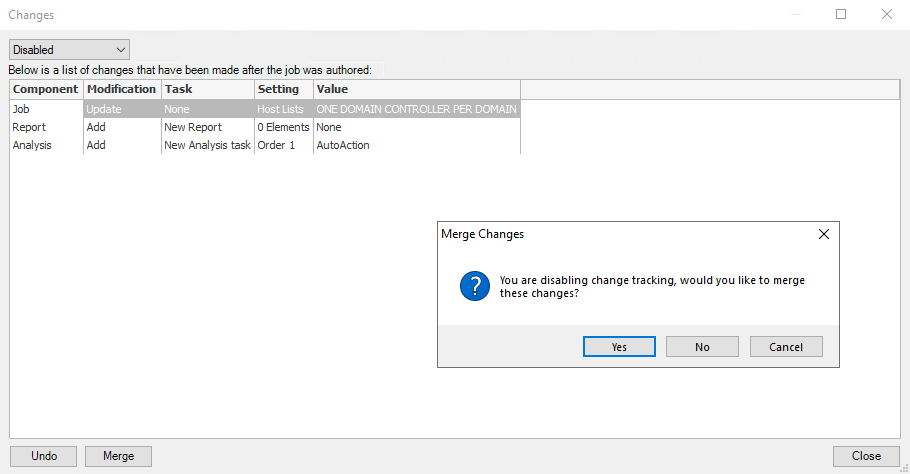 Changes
Disabled
Below is a list of changes that have been made after the job was authored:
Component Modification Task Setting Value
Job Update None Host Lists ONE DOMAIN CONTROLLER PER DOMAIN
Report Add New Report 0 Elements None
Analysis Add New Analysis task Order 1 AutoAction
Merge Changes
?
You are disabling change tracking, would you like to merge
these changes?
Yes No Cancel
Undo Merge Close